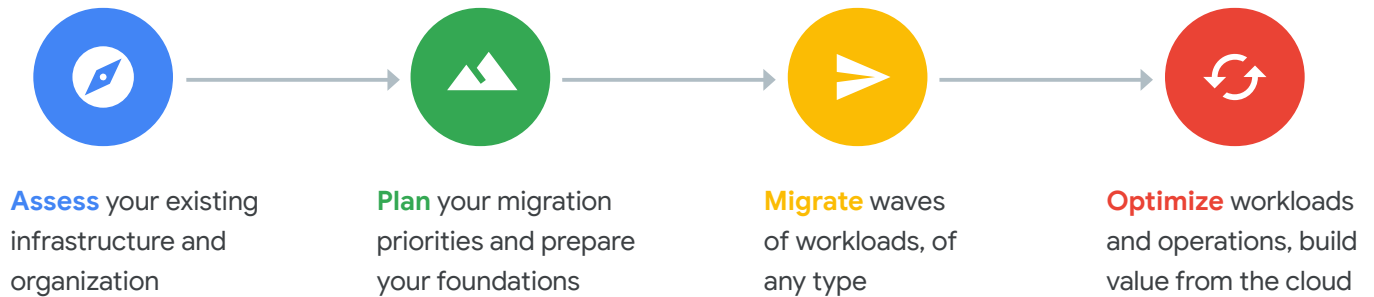 Assess your existing
infrastructure and
organization
Plan your migration
priorities and prepare
your foundations
Migrate waves
of workloads, of
any type
Optimize workloads
and operations, build
value from the cloud